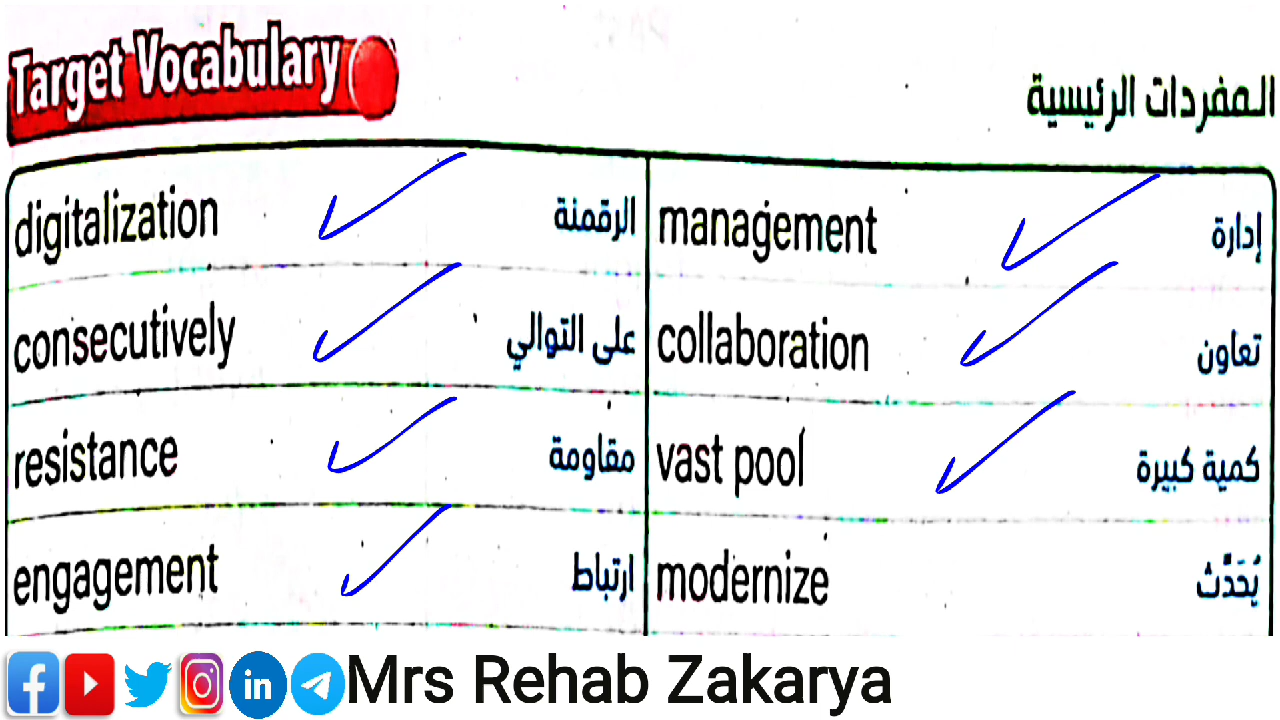 Target Vocabulary المفردات الرئيسية
digitalization الرقمنة management إدارة
consecutively على التوالي collaboration تعاون
resistance مقاومة vast pool كمية كبيرة
engagement ارتباط modernize يُحَدِّث
Mrs Rehab Zakarya